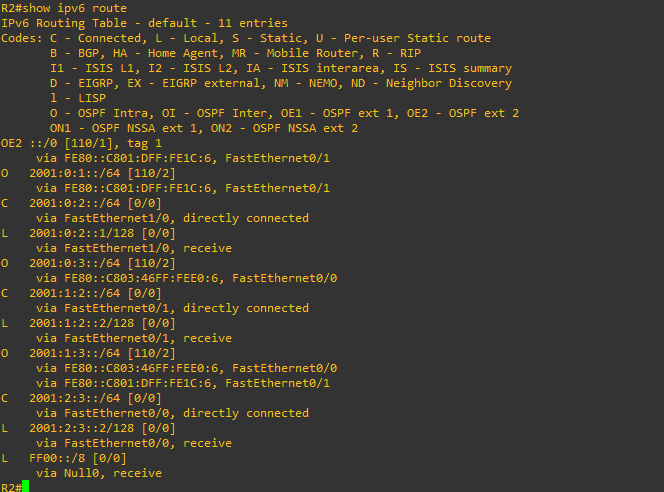 R2#show ipv6 route
IPv6 Routing Table - default - 11 entries
Codes: C - Connected, L - Local, S - Static, U - Per-user Static route
       B - BGP, HA - Home Agent, MR - Mobile Router, R - RIP
       I1 - ISIS L1, I2 - ISIS L2, IA - ISIS interarea, IS - ISIS summary
       D - EIGRP, EX - EIGRP external, NM - NEMO, ND - Neighbor Discovery
       l - LISP
       O - OSPF Intra, OI - OSPF Inter, OE1 - OSPF ext 1, OE2 - OSPF ext 2
       ON1 - OSPF NSSA ext 1, ON2 - OSPF NSSA ext 2
OE2 ::/0 [110/1], tag 1
     via FE80::C801:DFF:FE1C:6, FastEthernet0/1
O   2001:0:1::/64 [110/2]
     via FE80::C801:DFF:FE1C:6, FastEthernet0/1
C   2001:0:2::/64 [0/0]
     via FastEthernet1/0, directly connected
L   2001:0:2::1/128 [0/0]
     via FastEthernet1/0, receive
O   2001:0:3::/64 [110/2]
     via FE80::C803:46FF:FEE0:6, FastEthernet0/0
C   2001:1:2::/64 [0/0]
     via FastEthernet0/1, directly connected
L   2001:1:2::2/128 [0/0]
     via FastEthernet0/1, receive
O   2001:1:3::/64 [110/2]
     via FE80::C803:46FF:FEE0:6, FastEthernet0/0
     via FE80::C801:DFF:FE1C:6, FastEthernet0/1
C   2001:2:3::/64 [0/0]
     via FastEthernet0/0, directly connected
L   2001:2:3::2/128 [0/0]
     via FastEthernet0/0, receive
L   FF00::/8 [0/0]
     via Null0, receive
R2#